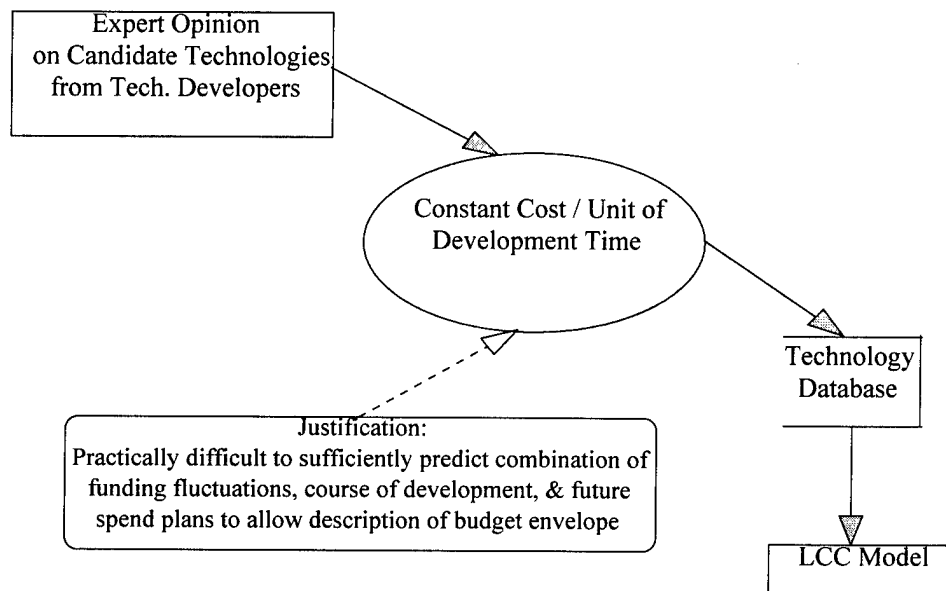 Expert Opinion
on Candidate Technologies
from Tech. Developers
Constant Cost / Unit of
Development Time
Technology
Database
Justification:
Practically difficult to sufficiently predict combination of
funding fluctuations, course of development, & future
spend plans to allow description of budget envelope
LCC Model